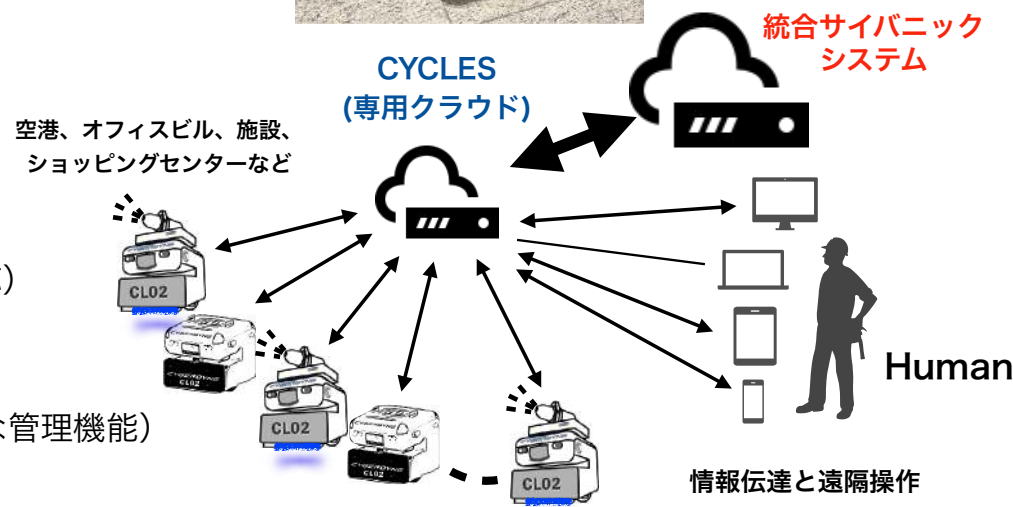 統合サイバニック
システム
CYCLES
(専用クラウド)
空港、オフィスビル、施設、
ショッピングセンターなど
)
CL02
CYBERDYNE
CL02
CL02
CYBERDYNE
CL02
CL02
Human
管理機能）
情報伝達と遠隔操作